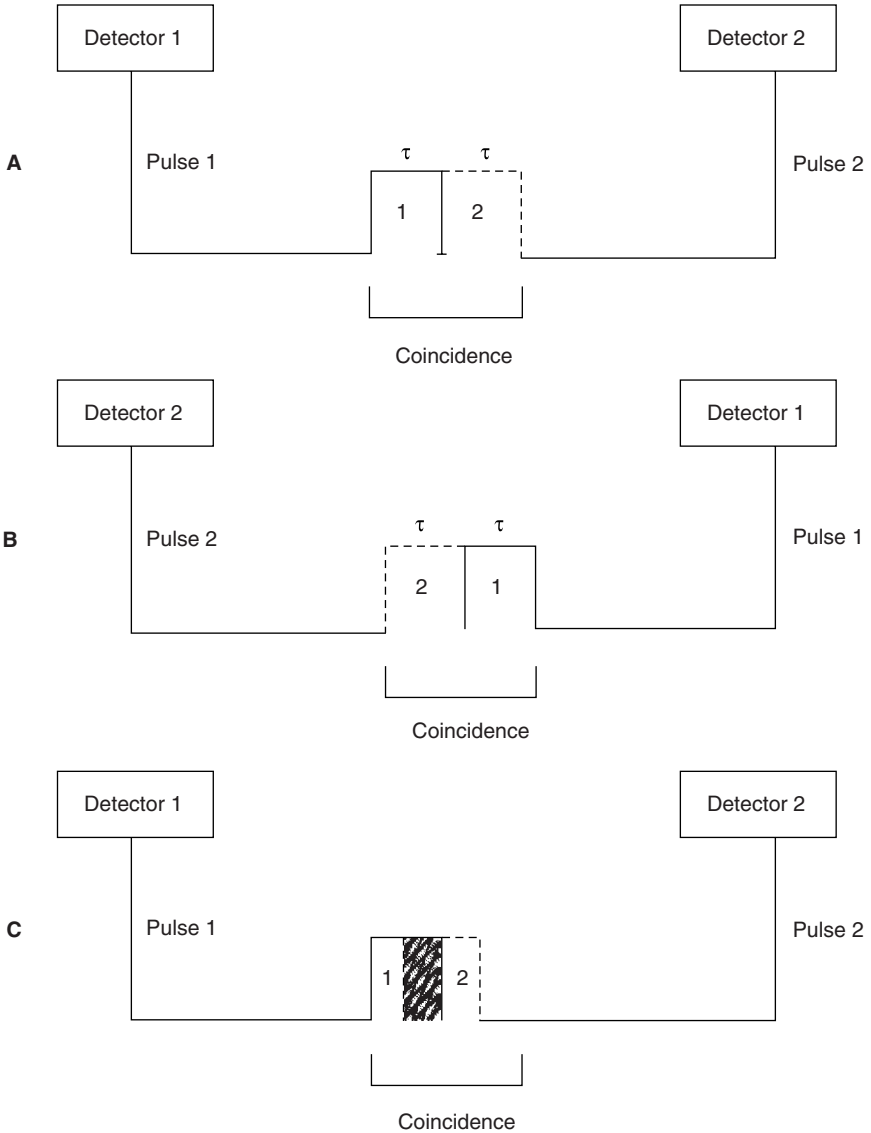 Detector 1
Detector 2
A
Pulse 1
τ
τ
Pulse 2
1
2
Coincidence
Detector 2
Detector 1
B
Pulse 2
τ
τ
Pulse 1
2
1
Coincidence
Detector 1
Detector 2
C
Pulse 1
Pulse 2
1
2
Coincidence